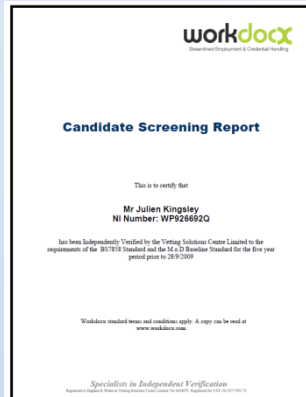 workdocx
Streamlined Employment & Credential Handling
Candidate Screening Report
This is to certify that
Mr Julien Kingsley
NI Number: WP926692Q
has been Independently Verified by the Vetting Solutions Centre Limited to the
requirements of the BS7858 Standard and the M.o.D Baseline Standard for the five year
period prior to 28/9/2009
Workdocx standard terms and conditions apply. A copy can be read at
www.workdocx.com
Specialists in Independent Verification